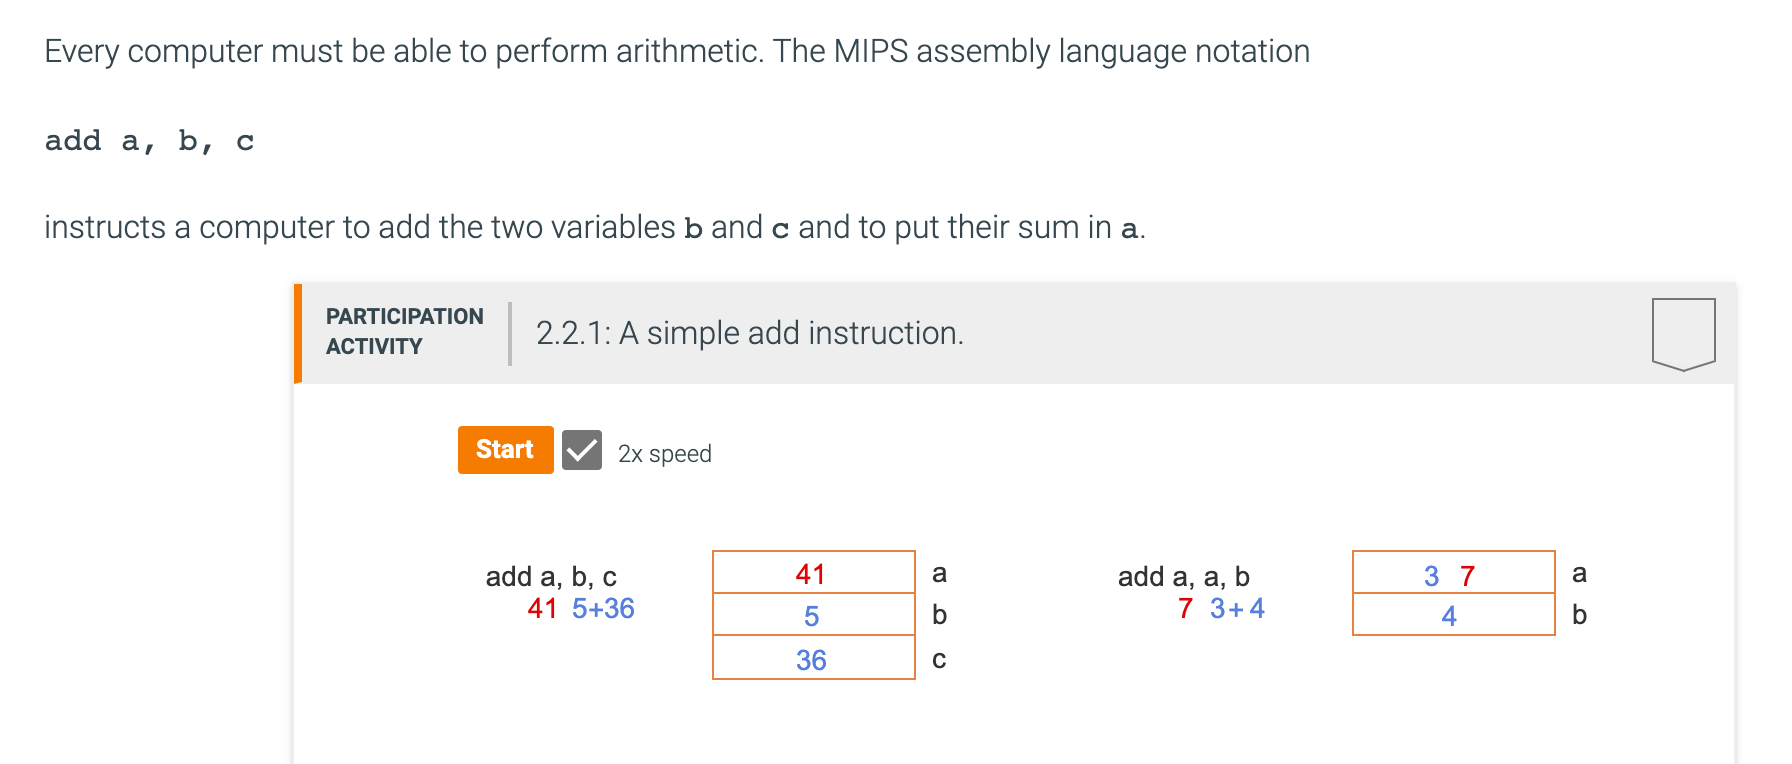 Every computer must be able to perform arithmetic. The MIPS assembly language notation
add a, b, c
instructs a computer to add the two variables b and c and to put their sum in a.
PARTICIPATION
ACTIVITY
2.2.1: A simple add instruction.
Start
2x speed
add a, b, c
41 5+36
41 a
5 b
36 c
add a, a, b
7 3+4
3 7 a
4 b